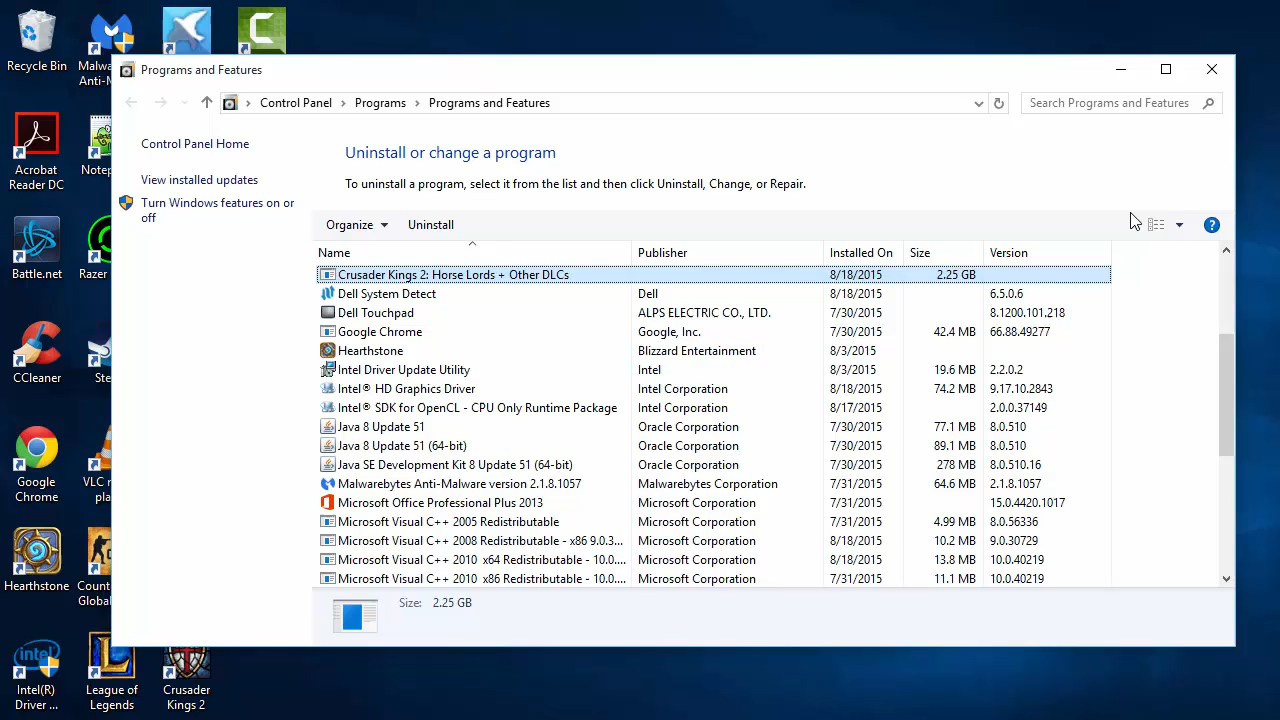 Recycle Bin
Malw
Anti-M
Programs and Features
Control Panel
Programs
Programs and Features
Search Programs and Features
Control Panel Home
View installed updates
Turn Windows features on or
off
Uninstall or change a program
To uninstall a program, select it from the list and then click Uninstall, Change, or Repair.
Organize
Uninstall
Name Publisher Installed On Size Version
Crusader Kings 2: Horse Lords + Other DLCs 8/18/2015 2.25 GB
Dell System Detect Dell 8/18/2015 6.5.0.6
Dell Touchpad ALPS ELECTRIC CO., LTD. 7/30/2015 8.1200.101.218
Google Chrome Google, Inc. 7/30/2015 42.4 MB 66.88.49277
Hearthstone Blizzard Entertainment 8/3/2015
Intel Driver Update Utility Intel 8/3/2015 19.6 MB 2.2.0.2
Intel® HD Graphics Driver Intel Corporation 8/18/2015 74.2 MB 9.17.10.2843
Intel® SDK for OpenCL - CPU Only Runtime Package Intel Corporation 8/17/2015 2.0.0.37149
Java 8 Update 51 Oracle Corporation 7/30/2015 77.1 MB 8.0.510
Java 8 Update 51 (64-bit) Oracle Corporation 7/30/2015 89.1 MB 8.0.510
Java SE Development Kit 8 Update 51 (64-bit) Oracle Corporation 7/30/2015 278 MB 8.0.510.16
Malwarebytes Anti-Malware version 2.1.8.1057 Malwarebytes Corporation 7/31/2015 64.6 MB 2.1.8.1057
Microsoft Office Professional Plus 2013 Microsoft Corporation 7/31/2015 15.0.4420.1017
Microsoft Visual C++ 2005 Redistributable Microsoft Corporation 7/31/2015 4.99 MB 8.0.56336
Microsoft Visual C++ 2008 Redistributable - x86 9.0.3... Microsoft Corporation 8/18/2015 10.2 MB 9.0.30729
Microsoft Visual C++ 2010 x64 Redistributable - 10.0.... Microsoft Corporation 8/18/2015 13.8 MB 10.0.40219
Microsoft Visual C++ 2010 x86 Redistributable - 10.0.... Microsoft Corporation 7/31/2015 11.1 MB 10.0.40219
Size: 2.25 GB
Acrobat
Reader DC
Notep
Battle.net
Razer
CCleaner
Ste
Google
Chrome
VLC m
pla
Hearthstone
Count
Global
Intel(R)
Driver ...
League of
Legends
Crusader
Kings 2